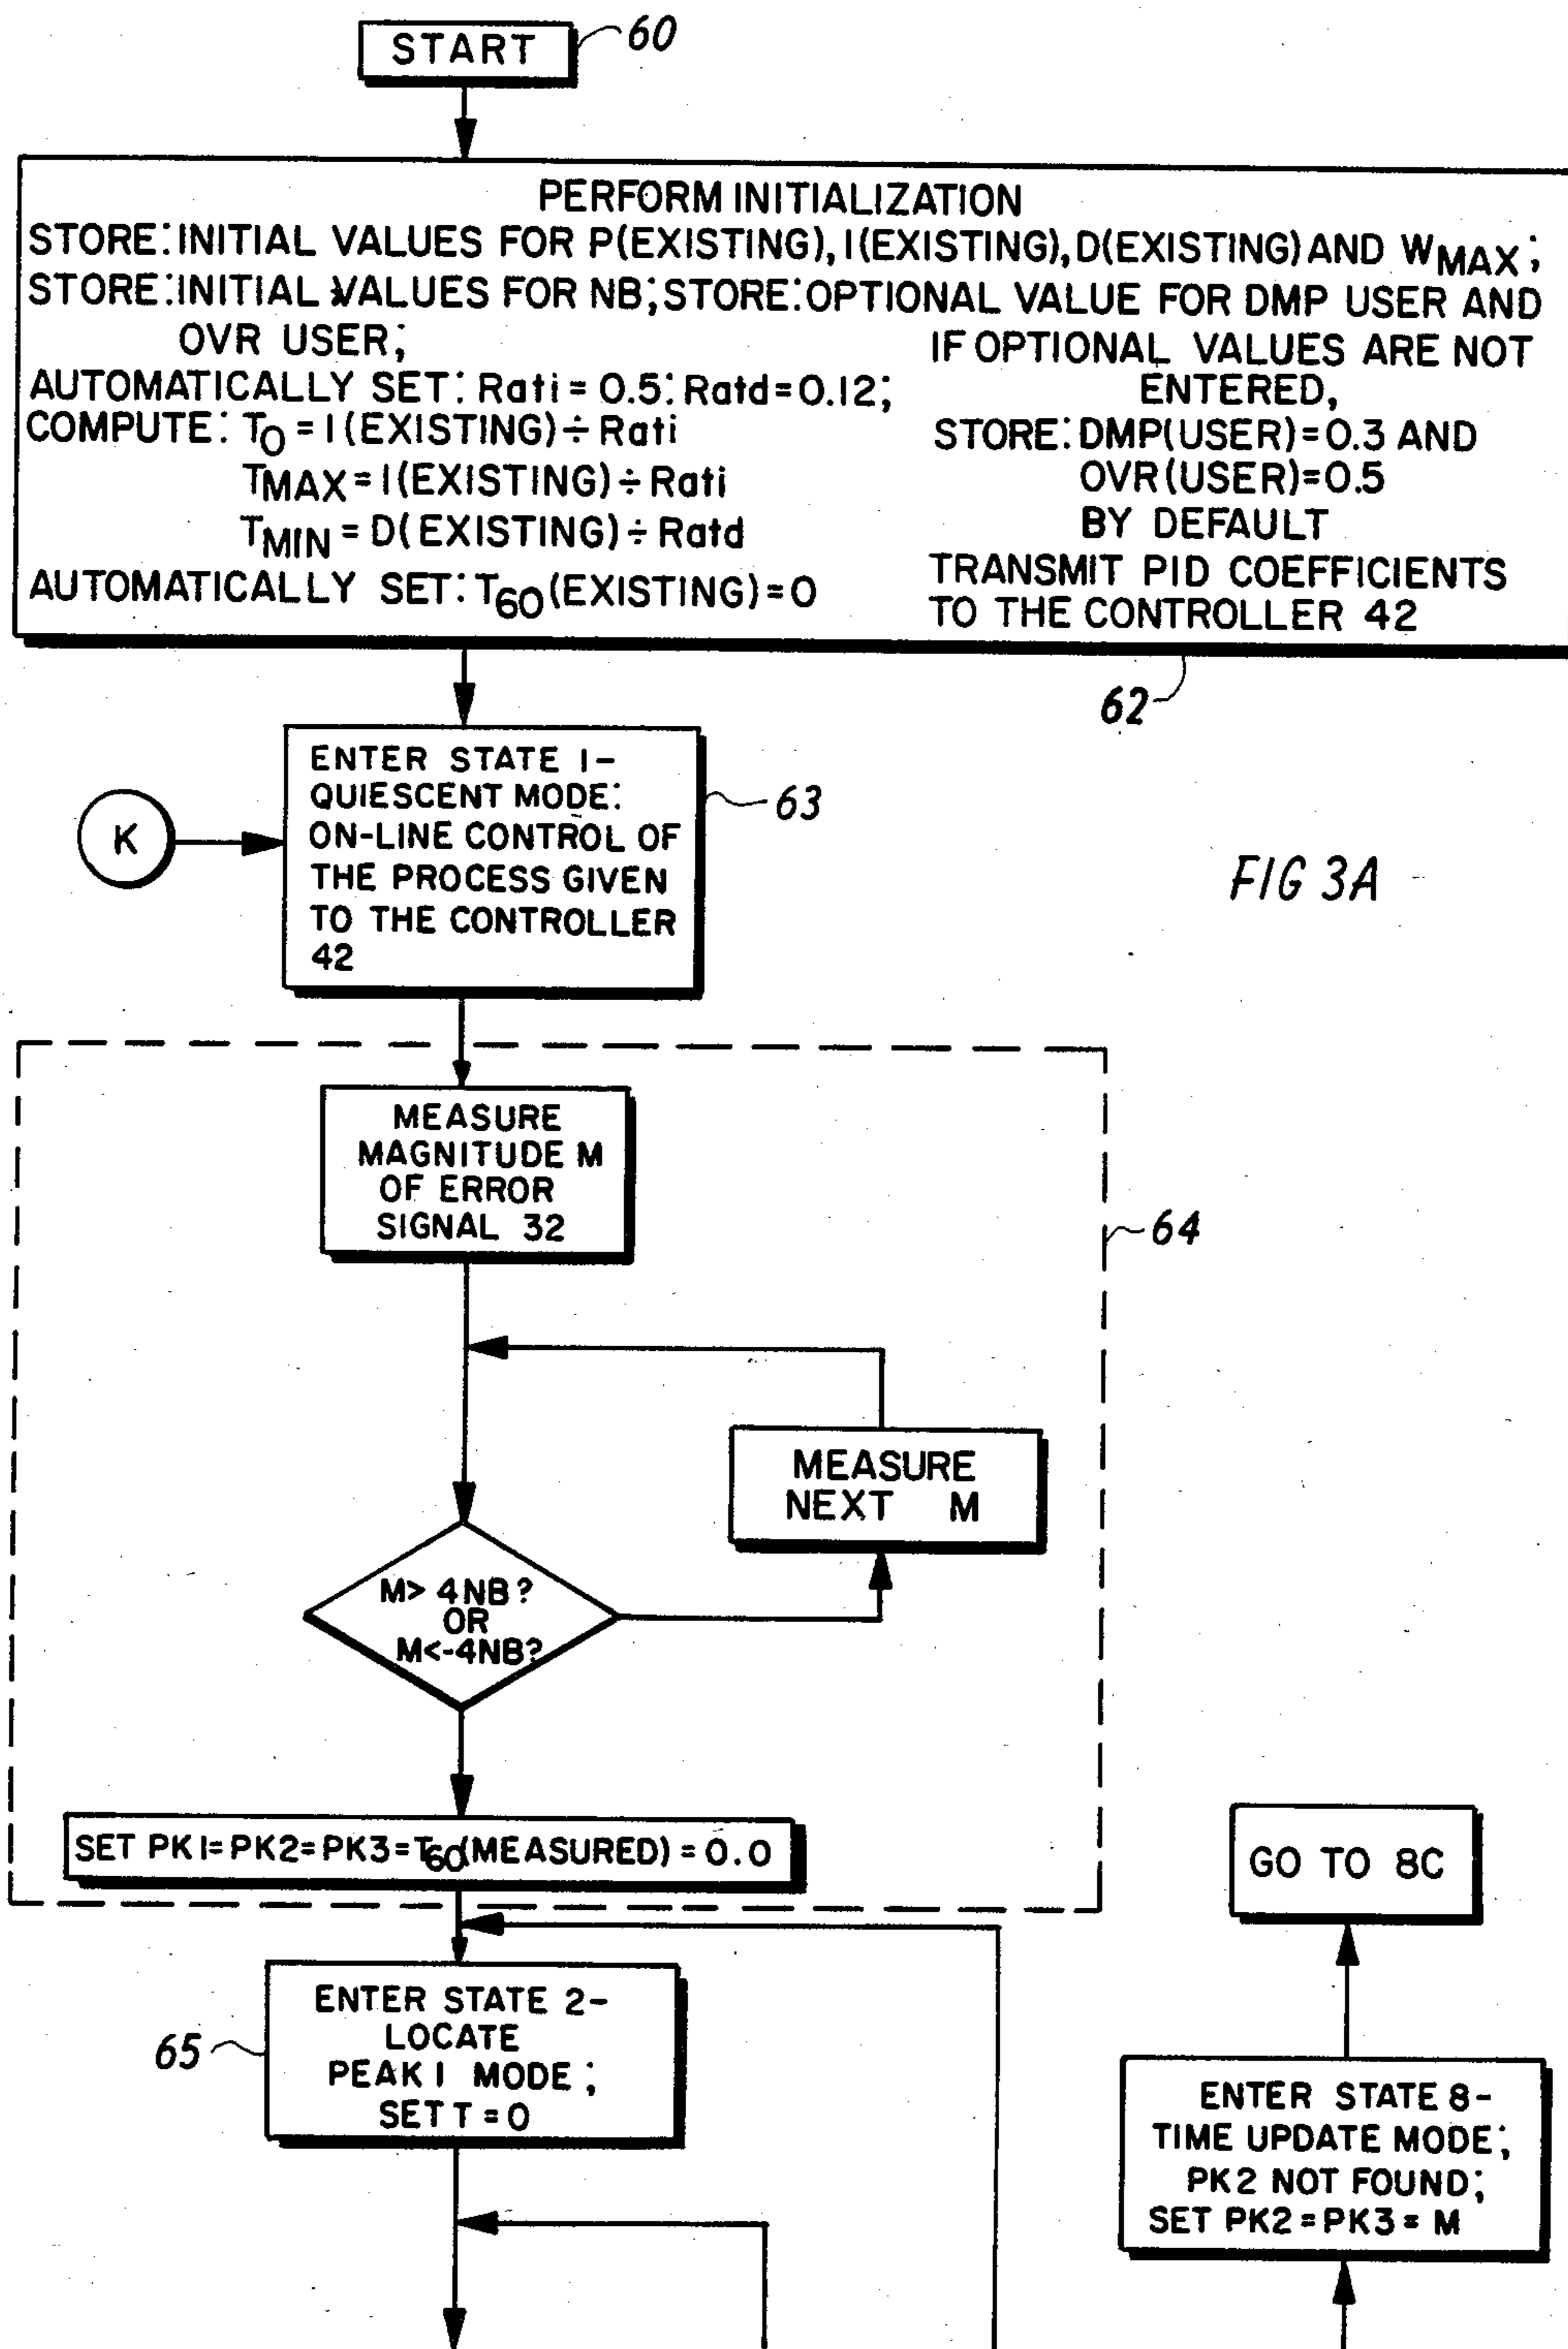 START
60
PERFORM INITIALIZATION
STORE: INITIAL VALUES FOR P(EXISTING), I(EXISTING), D(EXISTING) AND WMAX;
STORE: INITIAL VALUES FOR NB; STORE: OPTIONAL VALUE FOR DMP USER AND
OVR USER;
AUTOMATICALLY SET: Rati = 0.5: Ratd = 0.12;
COMPUTE: TO = I(EXISTING) ÷ Rati
TMAX = I(EXISTING) ÷ Rati
TMIN = D(EXISTING) ÷ Ratd
AUTOMATICALLY SET: T60(EXISTING) = 0
IF OPTIONAL VALUES ARE NOT
ENTERED,
STORE: DMP(USER) = 0.3 AND
OVR(USER) = 0.5
BY DEFAULT
TRANSMIT PID COEFFICIENTS
TO THE CONTROLLER 42
62
ENTER STATE 1-
QUIESCENT MODE:
ON-LINE CONTROL OF
THE PROCESS GIVEN
TO THE CONTROLLER
42
63
K
FIG 3A
MEASURE
MAGNITUDE M
OF ERROR
SIGNAL 32
64
MEASURE
NEXT M
M> 4NB?
OR
M<-4NB?
SET PK1=PK2=PK3=T60(MEASURED) = 0.0
GO TO 8C
ENTER STATE 2-
LOCATE
PEAK1 MODE;
SET T = 0
65
ENTER STATE 8-
TIME UPDATE MODE;
PK2 NOT FOUND;
SET PK2 = PK3 = M